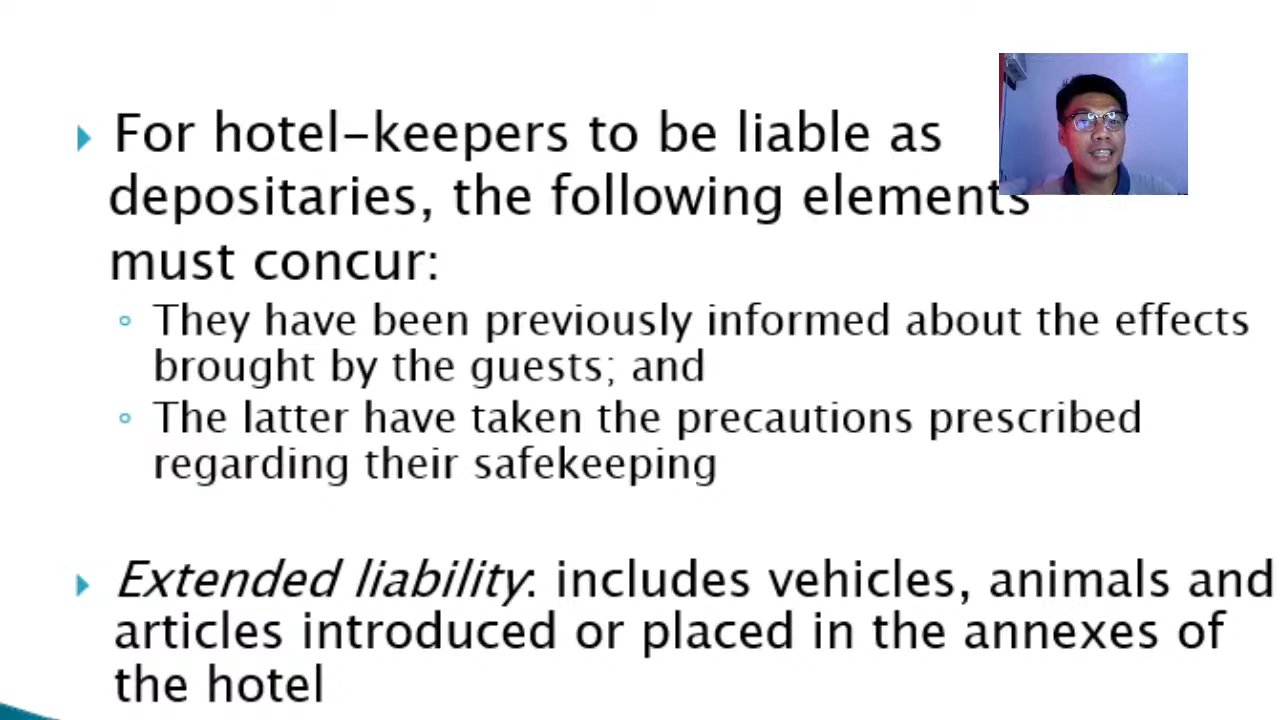 For hotel-keepers to be liable as
depositaries, the following elements
must concur:
They have been previously informed about the effects
brought by the guests; and
The latter have taken the precautions prescribed
regarding their safekeeping
Extended liability: includes vehicles, animals and
articles introduced or placed in the annexes of
the hotel